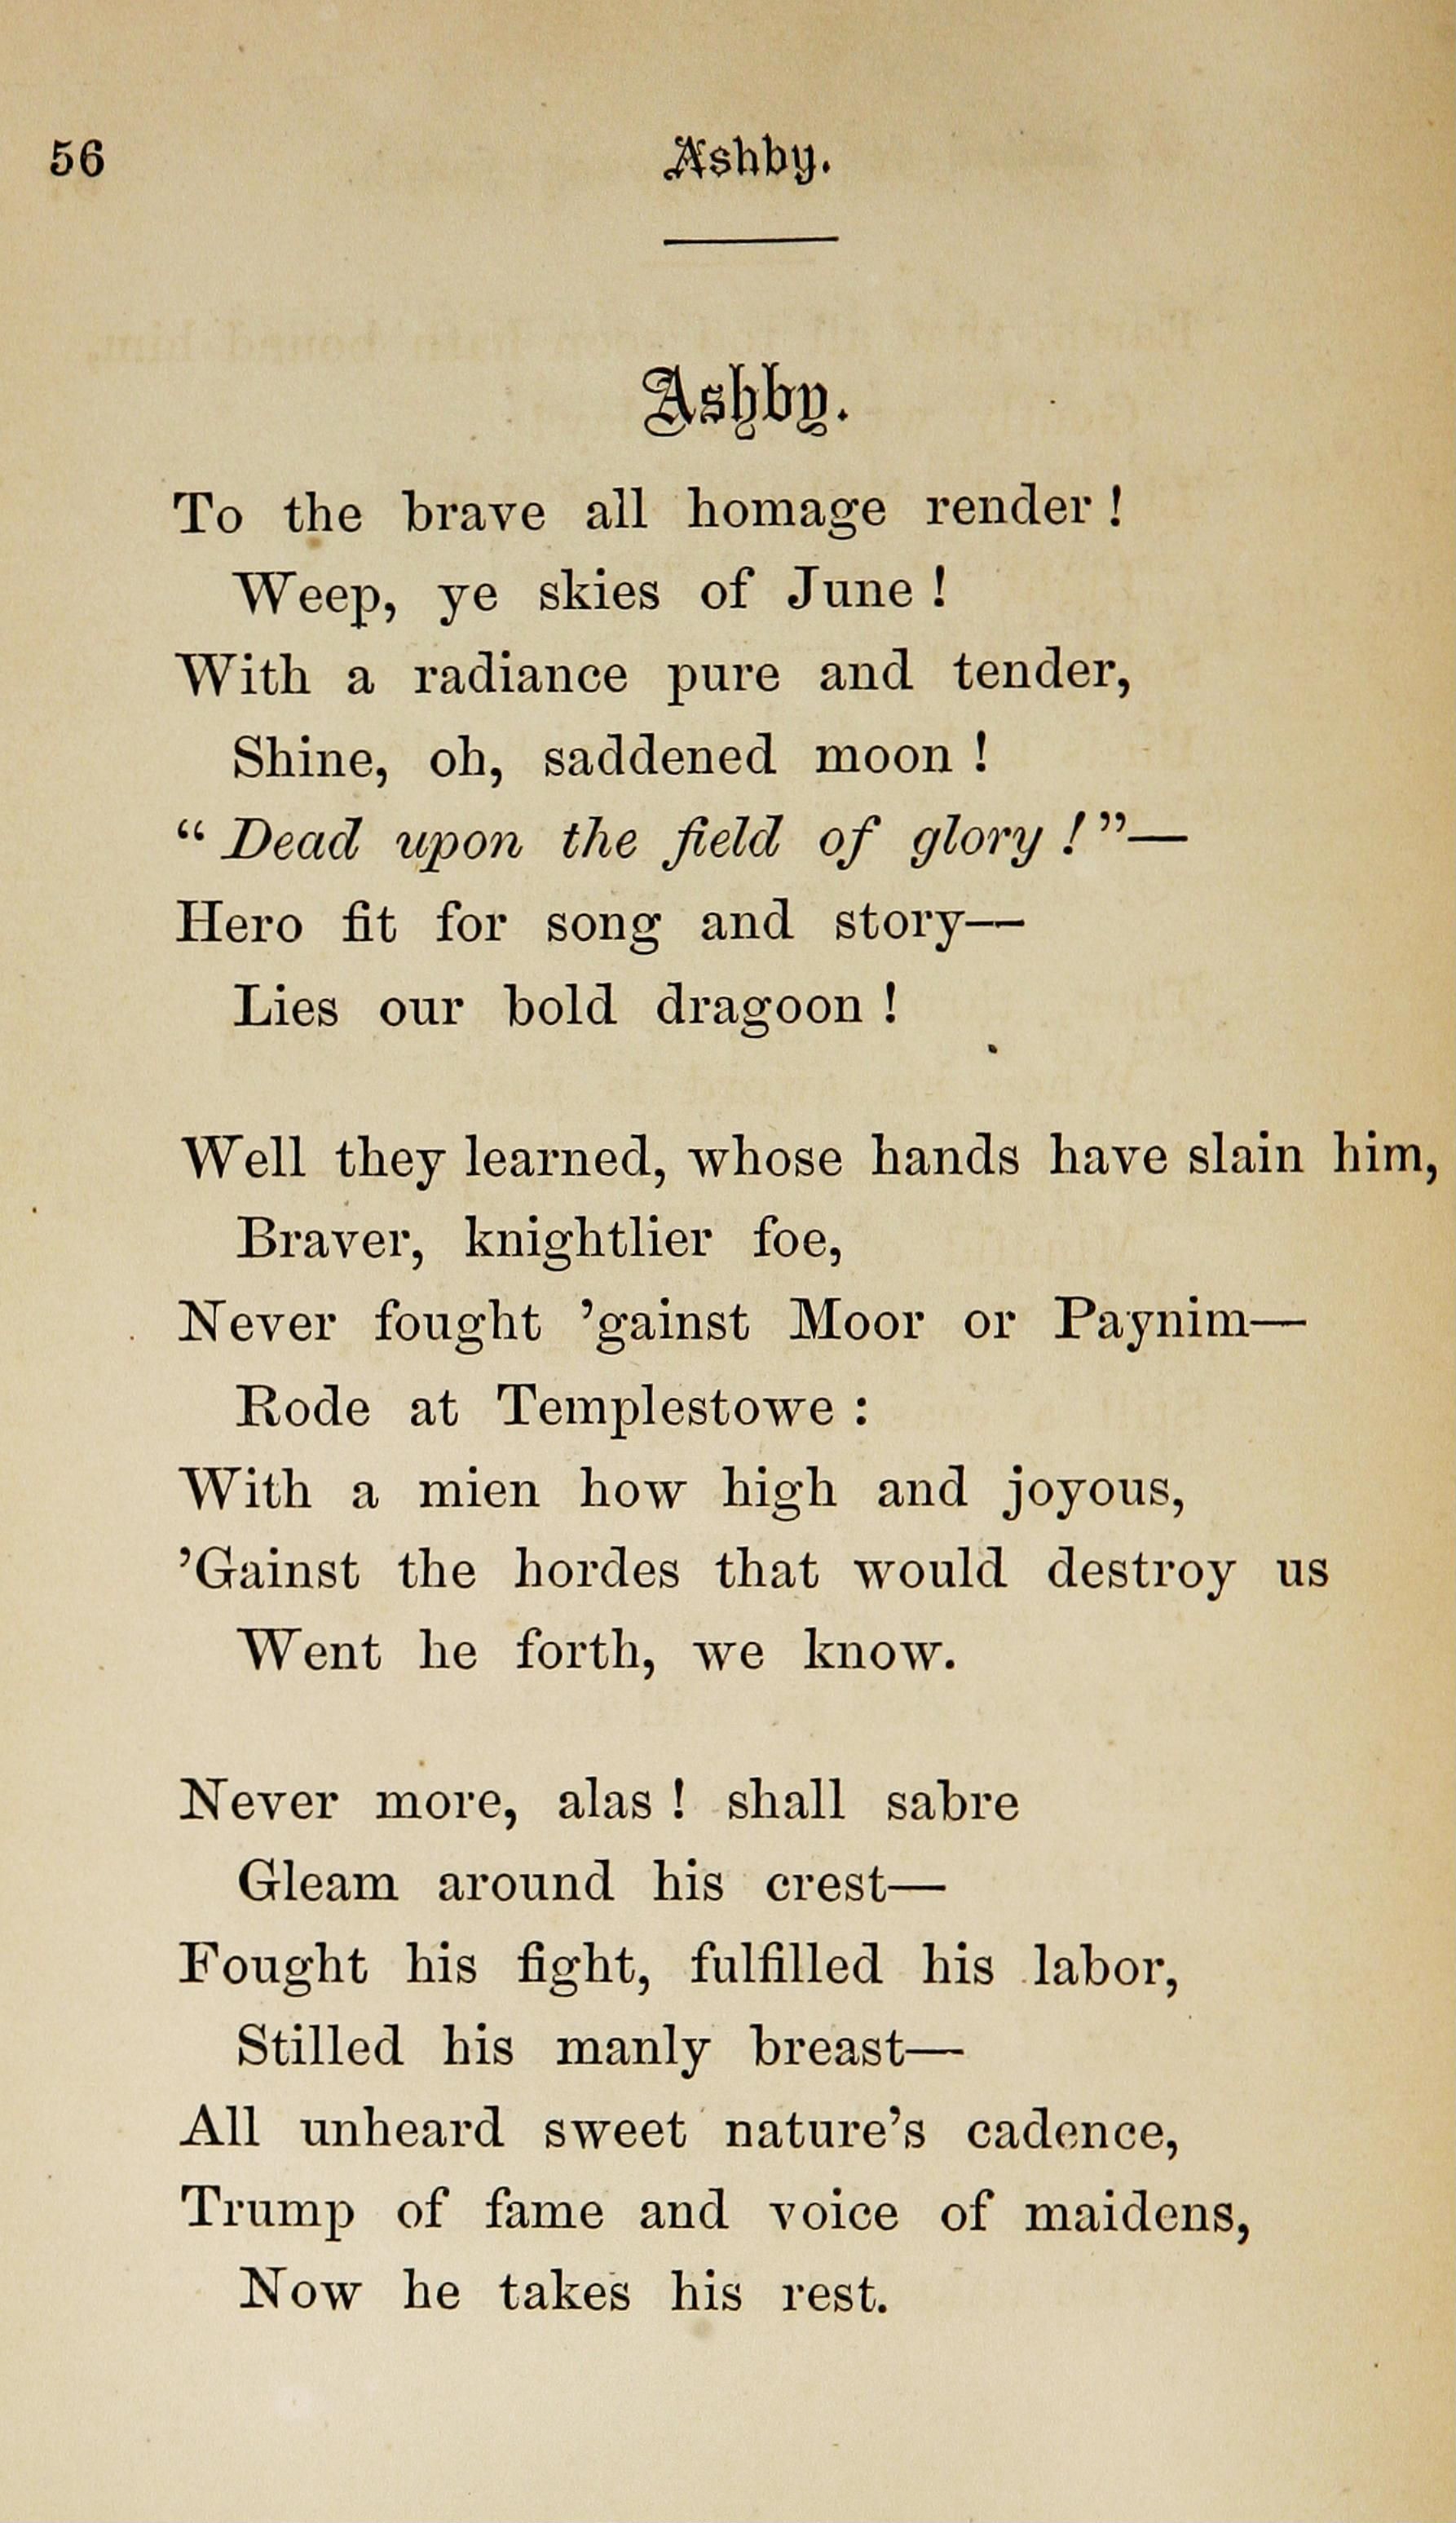 56
Ashby.
Ashby.
To the brave all homage render!
Weep, ye skies of June!
With a radiance pure and tender,
Shine, oh, saddened moon!
“Dead upon the field of glory!”—
Hero fit for song and story—
Lies our bold dragoon!
Well they learned, whose hands have slain him,
Braver, knightlier foe,
Never fought ’gainst Moor or Paynim—
Rode at Templestowe:
With a mien how high and joyous,
’Gainst the hordes that would destroy us
Went he forth, we know.
Never more, alas! shall sabre
Gleam around his crest—
Fought his fight, fulfilled his labor,
Stilled his manly breast—
All unheard sweet nature’s cadence,
Trump of fame and voice of maidens,
Now he takes his rest.